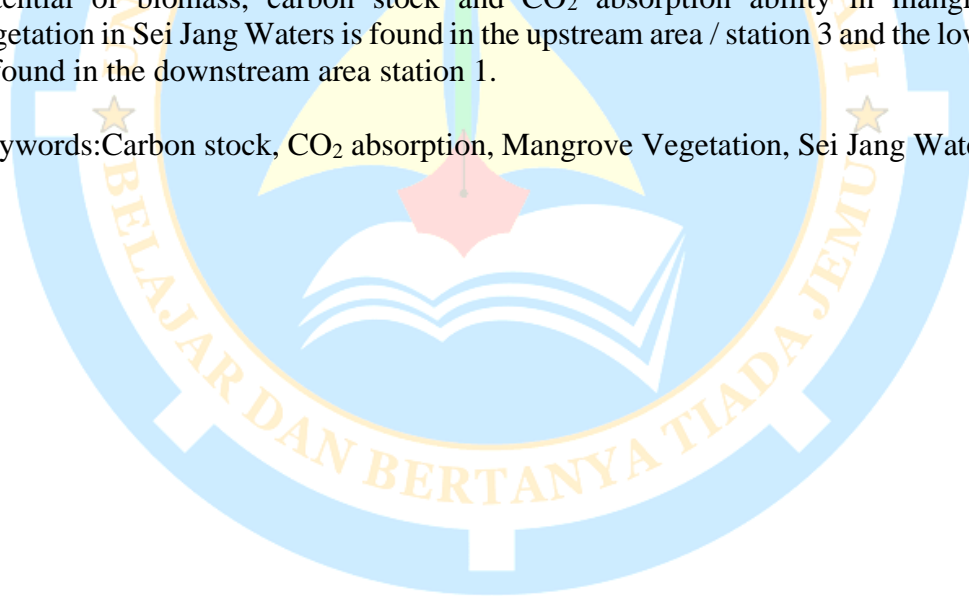 of biomass, carbon stock and CO₂ absorption ability in
in Sei Jang Waters is found in the upstream area / station 3 and the
found in the downstream area station 1.
Carbon stock, CO₂ absorption, Mangrove Vegetation, Sei Jang
BELAJAR DAN BERTANYA TIADA JEMU